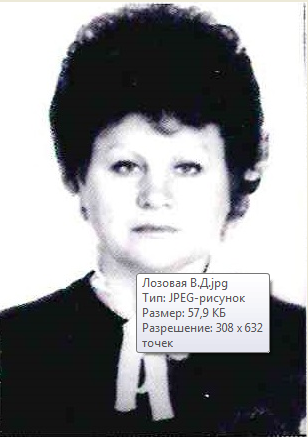 Лозовая В.Д.jpg
Тип: JPEG-рисунок
Размер: 57,9 КБ
Разрешение: 308 x 632
точек